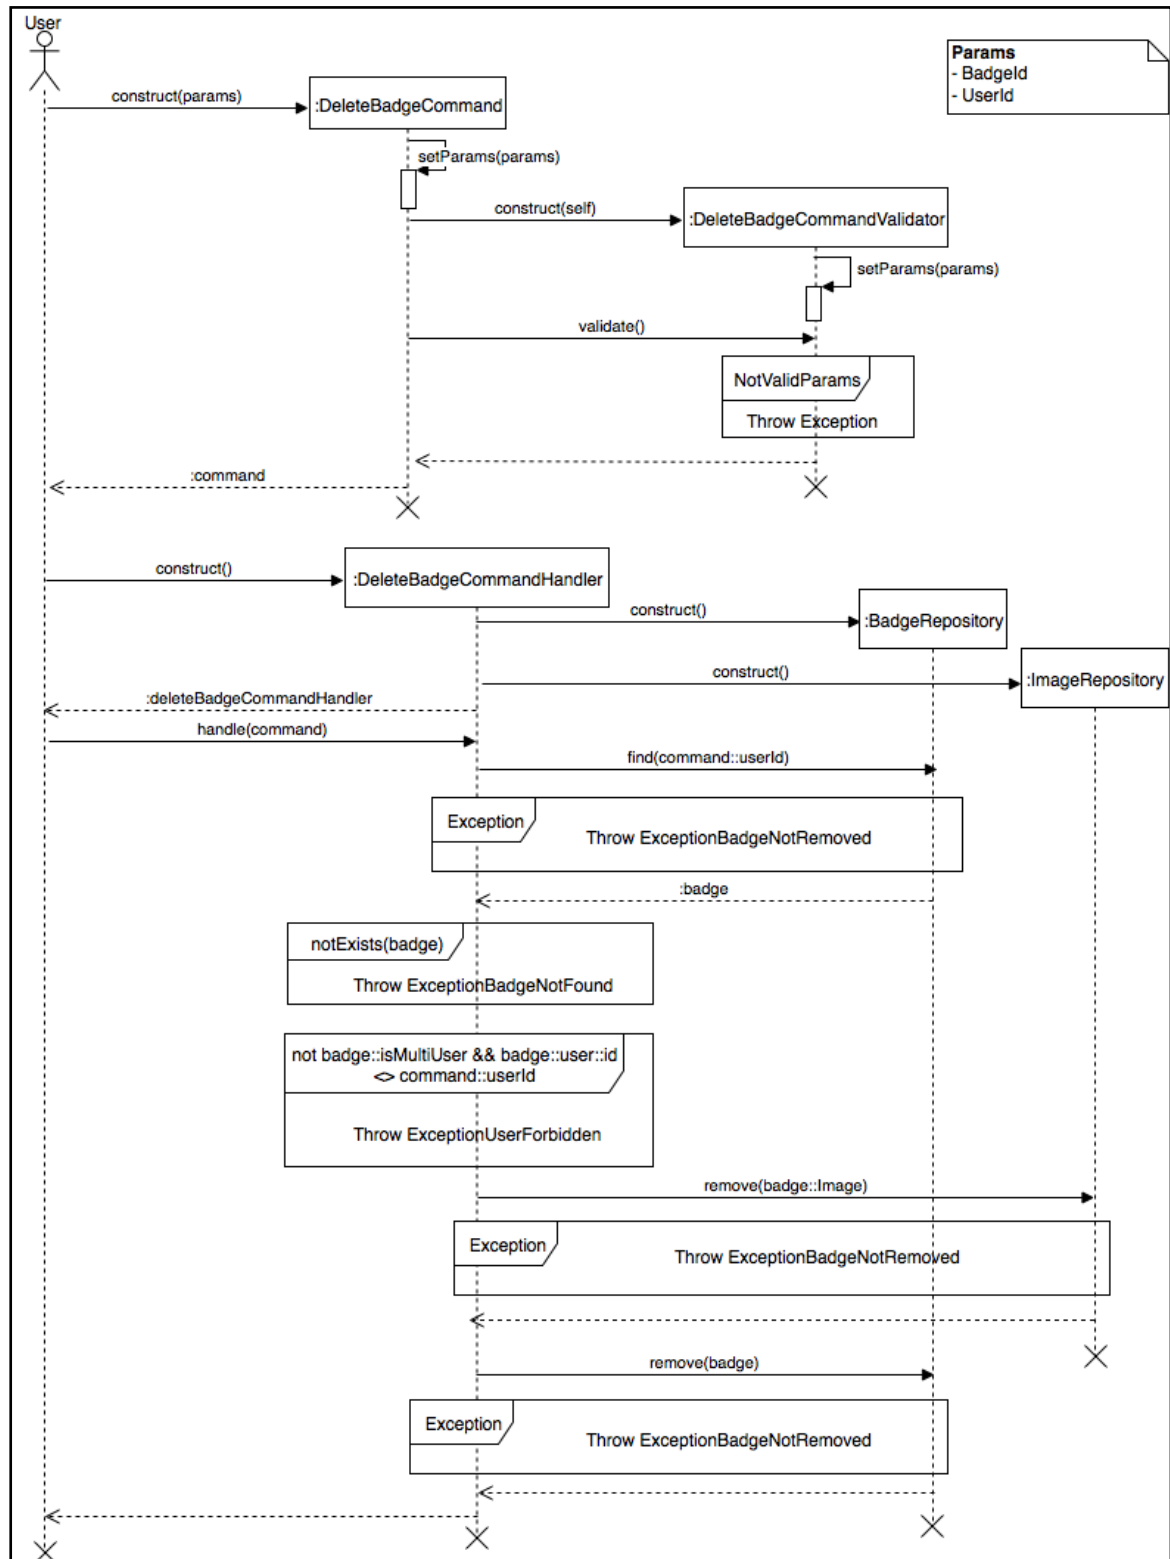 User
Params
- BadgeId
- UserId
construct(params)
:DeleteBadgeCommand
setParams(params)
construct(self)
:DeleteBadgeCommandValidator
setParams(params)
validate()
NotValidParams
Throw Exception
:command
construct()
:DeleteBadgeCommandHandler
construct()
:BadgeRepository
construct()
:ImageRepository
:deleteBadgeCommandHandler
handle(command)
find(command::userId)
Exception
Throw ExceptionBadgeNotRemoved
:badge
notExists(badge)
Throw ExceptionBadgeNotFound
not badge::isMultiUser && badge::user::id
<> command::userId
Throw ExceptionUserForbidden
remove(badge::Image)
Exception
Throw ExceptionBadgeNotRemoved
remove(badge)
Exception
Throw ExceptionBadgeNotRemoved